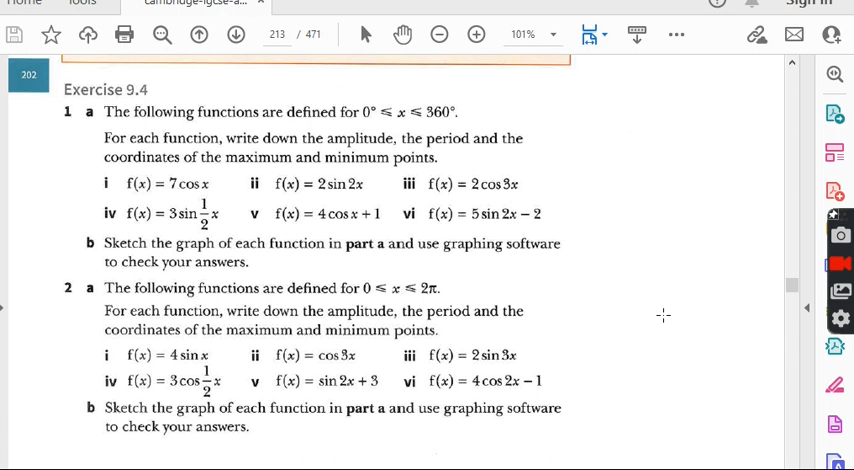 Home Tools cambridge-igcse-a... × Sign in
213 / 471 101%
202
Exercise 9.4
1 a The following functions are defined for 0° ⩽ x ⩽ 360°.
For each function, write down the amplitude, the period and the
coordinates of the maximum and minimum points.
i f(x) = 7 cos x ii f(x) = 2 sin 2x iii f(x) = 2 cos 3x
iv f(x) = 3 sin 1/2 x v f(x) = 4 cos x + 1 vi f(x) = 5 sin 2x − 2
b Sketch the graph of each function in part a and use graphing software
to check your answers.
2 a The following functions are defined for 0 ⩽ x ⩽ 2π.
For each function, write down the amplitude, the period and the
coordinates of the maximum and minimum points.
i f(x) = 4 sin x ii f(x) = cos 3x iii f(x) = 2 sin 3x
iv f(x) = 3 cos 1/2 x v f(x) = sin 2x + 3 vi f(x) = 4 cos 2x − 1
b Sketch the graph of each function in part a and use graphing software
to check your answers.